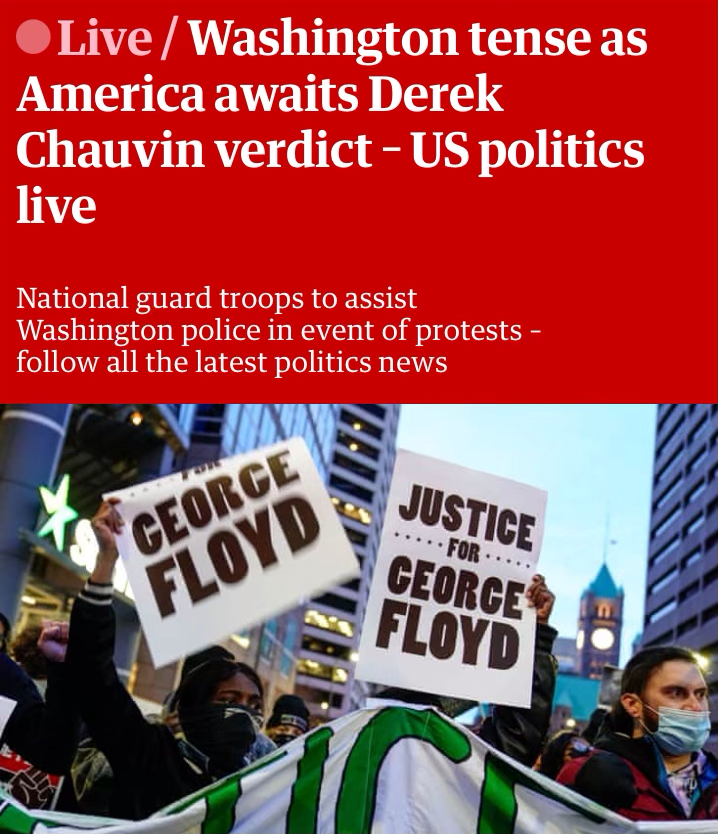 Live / Washington tense as
America awaits Derek
Chauvin verdict – US politics
live
National guard troops to assist
Washington police in event of protests –
follow all the latest politics news
FOR
GEORGE
FLOYD
JUSTICE
FOR
GEORGE
FLOYD